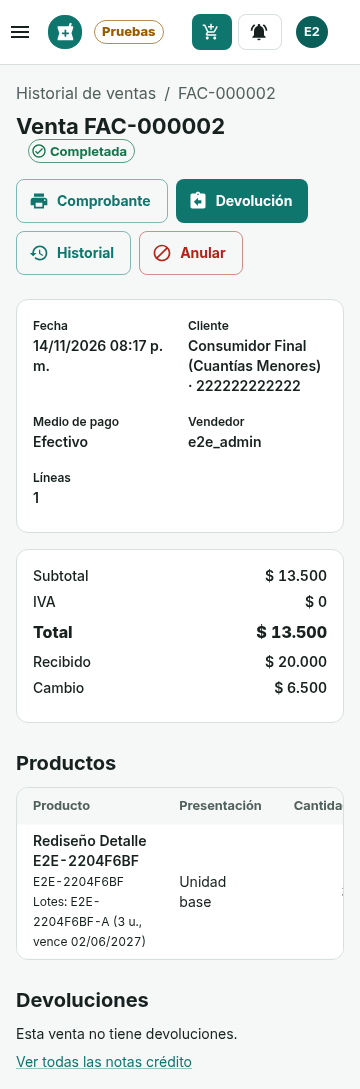 Pruebas
E2
Historial de ventas / FAC-000002
Venta FAC-000002
Completada
Comprobante
Devolución
Historial
Anular
Fecha
14/11/2026 08:17 p.
m.
Cliente
Consumidor Final
(Cuantías Menores)
· 222222222222
Medio de pago
Efectivo
Vendedor
e2e_admin
Líneas
1
Subtotal $ 13.500
IVA $ 0
Total $ 13.500
Recibido $ 20.000
Cambio $ 6.500
Productos
Producto Presentación Cantida
Rediseño Detalle
E2E-2204F6BF
E2E-2204F6BF
Lotes: E2E-
2204F6BF-A (3 u.,
vence 02/06/2027)
Unidad
base
Devoluciones
Esta venta no tiene devoluciones.
Ver todas las notas crédito